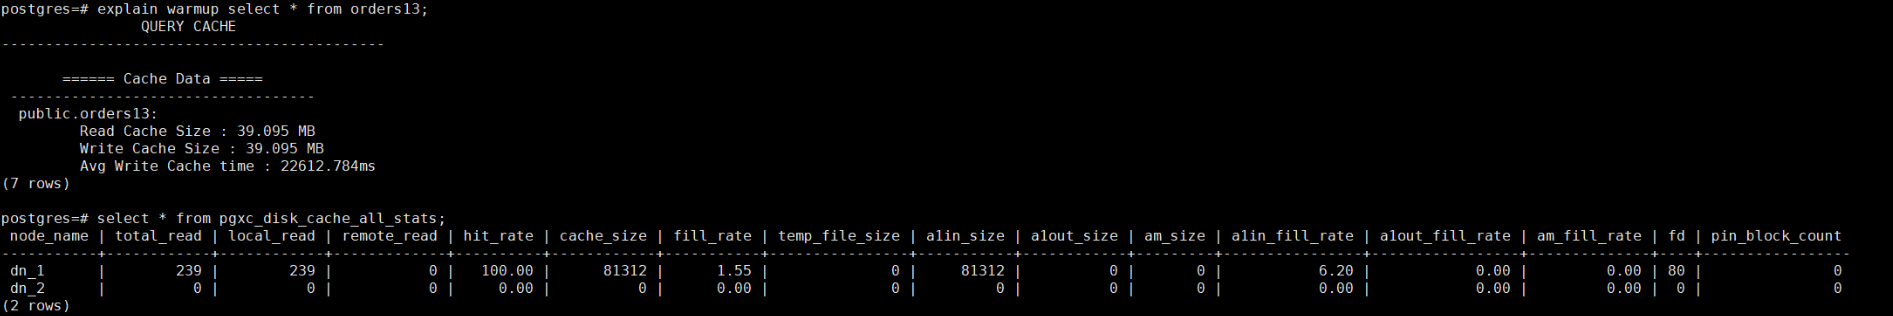 postgres=# explain warmup select * from orders13;
QUERY CACHE
--------------------------------------------
====== Cache Data =====
-----------------------------------
public.orders13:
Read Cache Size : 39.095 MB
Write Cache Size : 39.095 MB
Avg Write Cache time : 22612.784ms
(7 rows)
postgres=# select * from pgxc_disk_cache_all_stats;
node_name | total_read | local_read | remote_read | hit_rate | cache_size | fill_rate | temp_file_size | a1in_size | a1out_size | am_size | a1in_fill_rate | a1out_fill_rate | am_fill_rate | fd | pin_block_count
-----------+------------+------------+-------------+----------+------------+-----------+----------------+-----------+------------+---------+----------------+-----------------+--------------+----+-----------------
dn_1 | 239 | 239 | 0 | 100.00 | 81312 | 1.55 | 0 | 81312 | 0 | 0 | 6.20 | 0.00 | 0.00 | 80 | 0
dn_2 | 0 | 0 | 0 | 0.00 | 0 | 0.00 | 0 | 0 | 0 | 0 | 0.00 | 0.00 | 0.00 | 0 | 0
(2 rows)